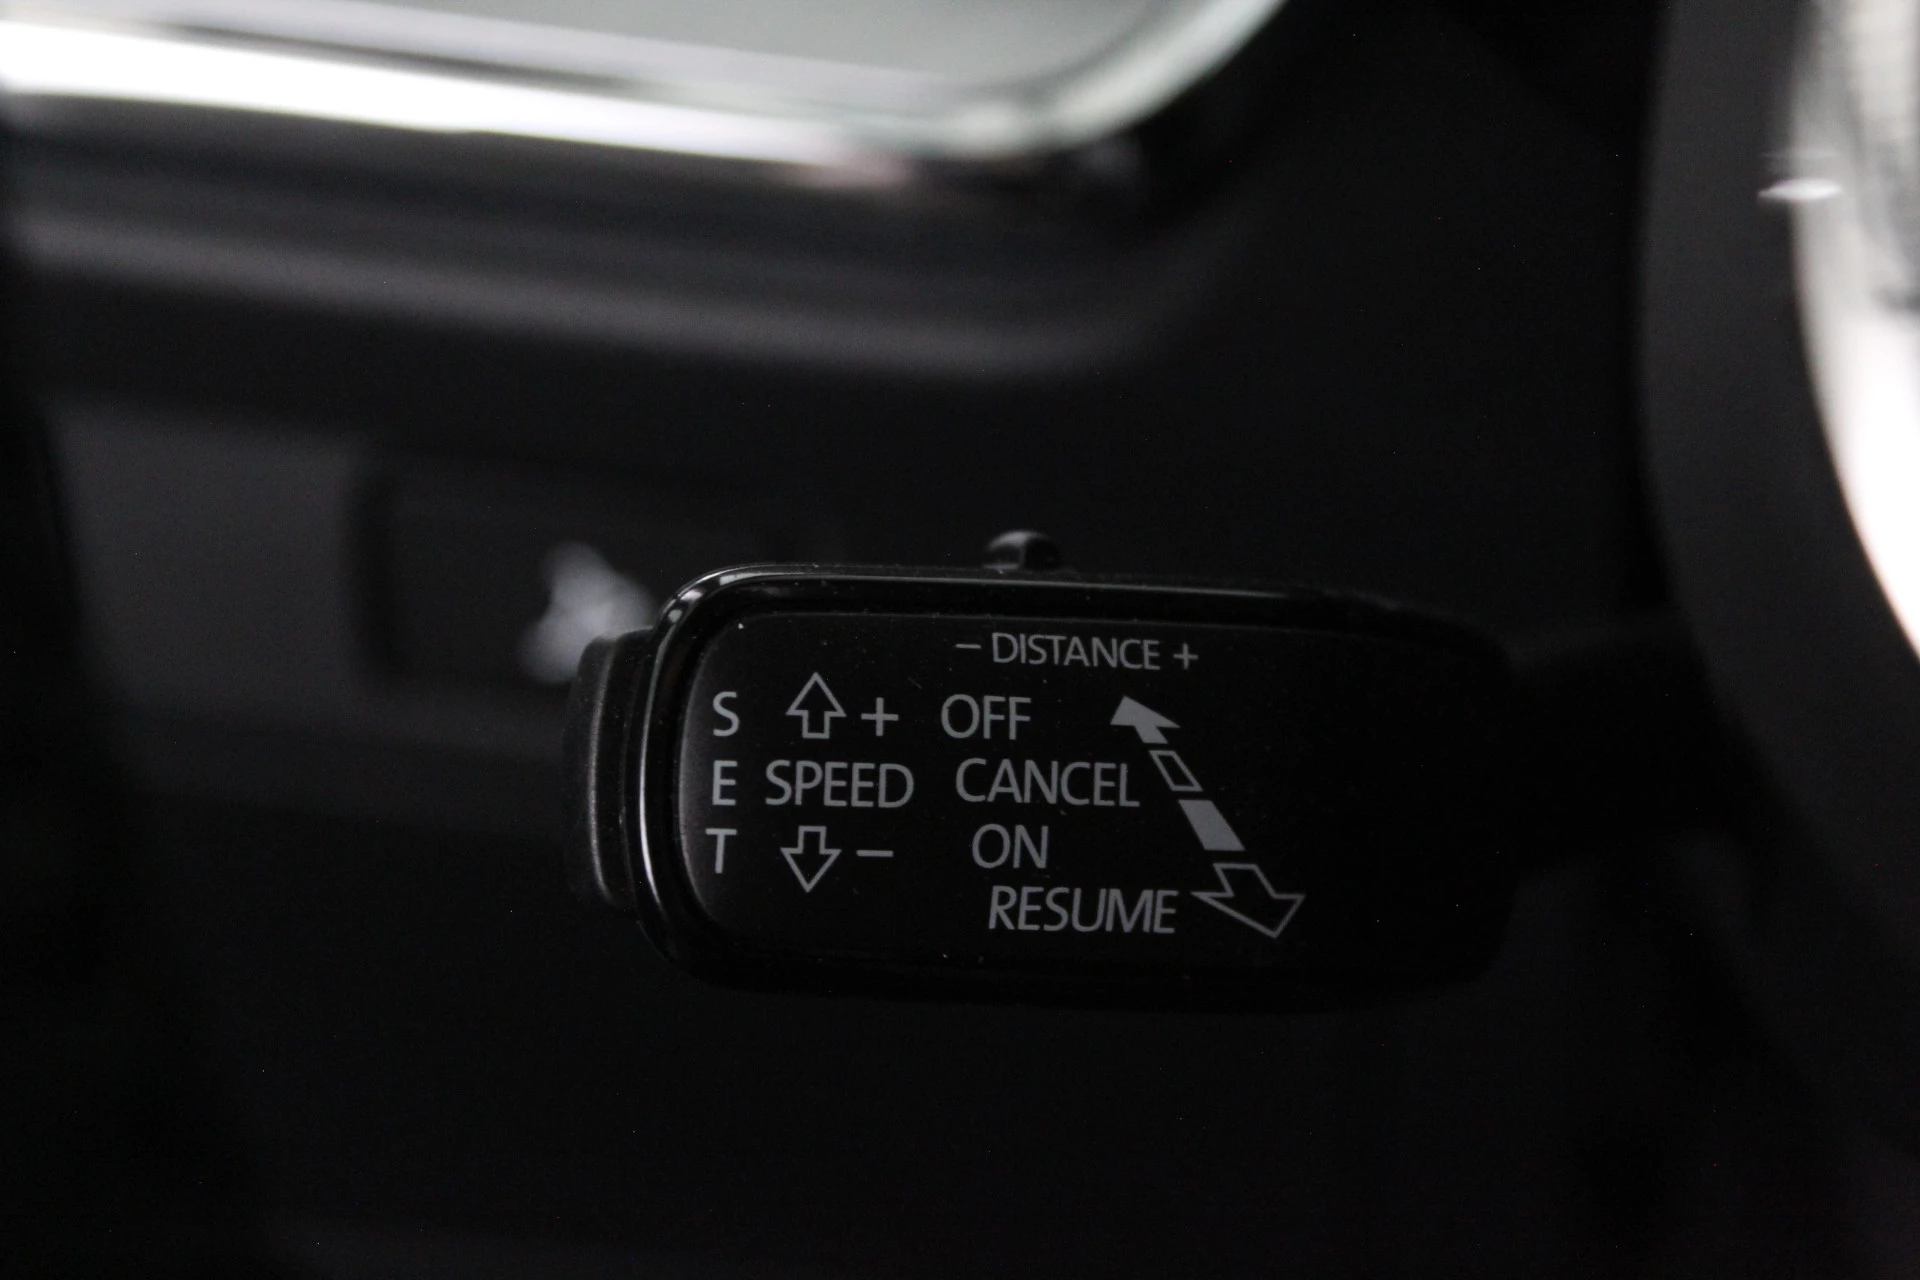 – DISTANCE +
S + OFF
E SPEED CANCEL
T – ON
RESUME